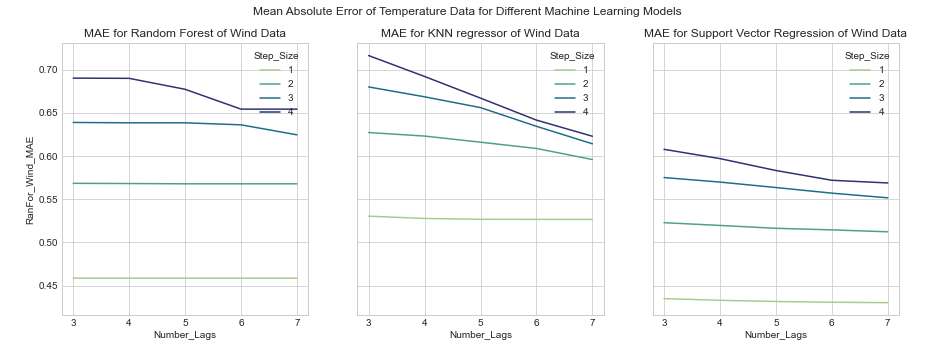 Mean Absolute Error of Temperature Data for Different Machine Learning Models
MAE for Random Forest of Wind Data
RanFor_Wind_MAE
0.70
0.65
0.60
0.55
0.50
0.45
Step_Size
1
2
3
4
3 4 5 6 7
Number_Lags
MAE for KNN regressor of Wind Data
Step_Size
1
2
3
4
3 4 5 6 7
Number_Lags
MAE for Support Vector Regression of Wind Data
Step_Size
1
2
3
4
3 4 5 6 7
Number_Lags